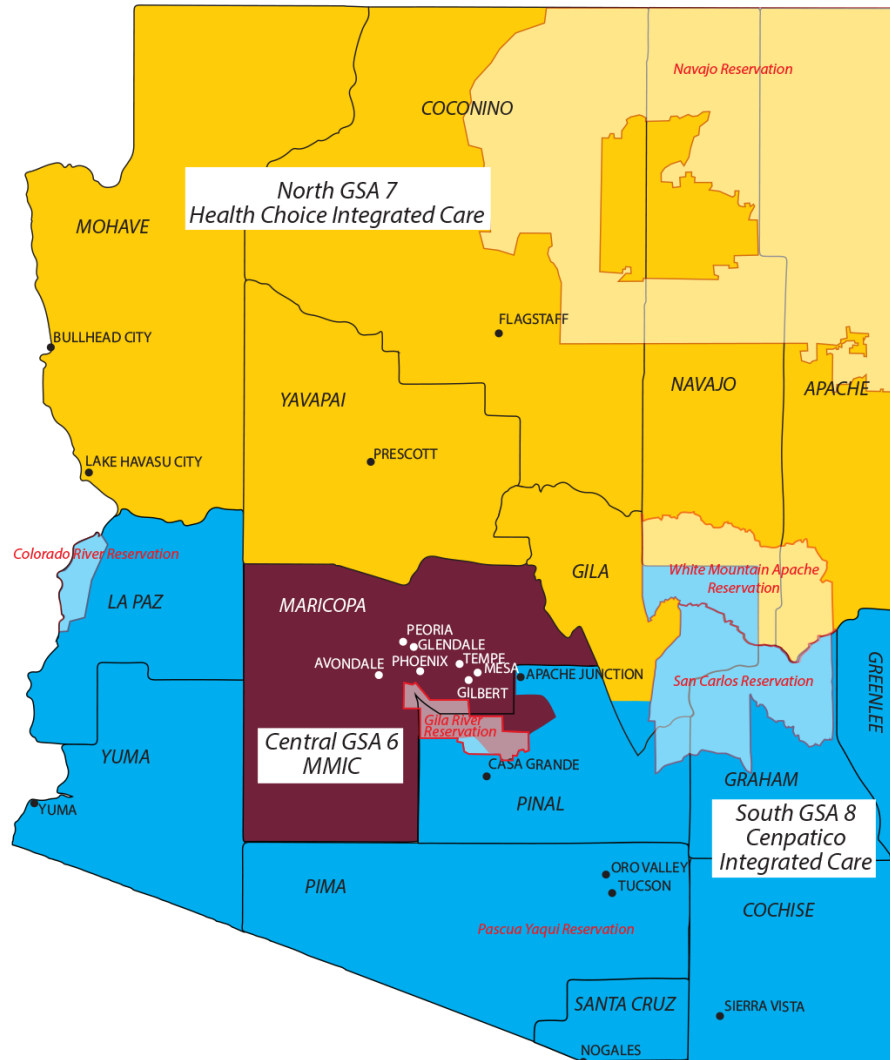 Navajo Reservation
COCONINO
North GSA 7
Health Choice Integrated Care
MOHAVE
FLAGSTAFF
BULLHEAD CITY
NAVAJO
APACHE
YAVAPAI
PRESCOTT
LAKE HAVASU CITY
Colorado River Reservation
White Mountain Apache
Reservation
GILA
LA PAZ
MARICOPA
PEORIA
GLENDALE
TEMPE
PHOENIX
MESA
AVONDALE
APACHE JUNCTION
GILBERT
San Carlos Reservation
GREENLEE
Gila River
Reservation
Central GSA 6
MMIC
YUMA
CASA GRANDE
PINAL
GRAHAM
YUMA
South GSA 8
Cenpatico
Integrated Care
ORO VALLEY
TUCSON
PIMA
COCHISE
Pascua Yaqui Reservation
SANTA CRUZ
SIERRA VISTA
NOGALES